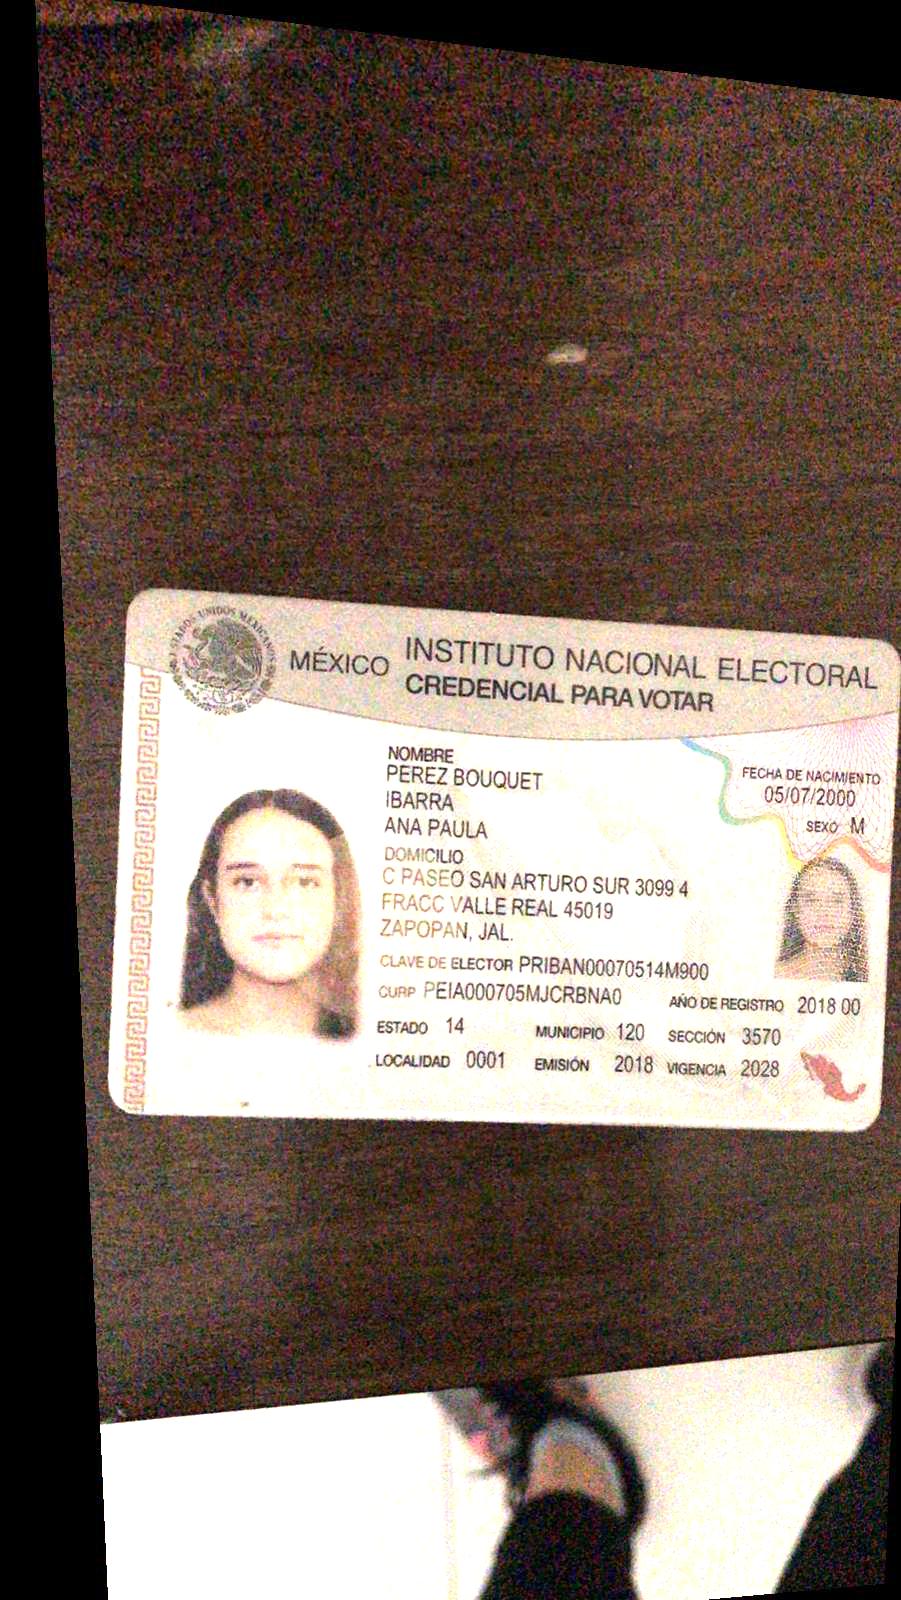 ESTADOS UNIDOS MEXICANOS
MÉXICO INSTITUTO NACIONAL ELECTORAL
CREDENCIAL PARA VOTAR
NOMBRE
PEREZ BOUQUET
IBARRA
ANA PAULA
FECHA DE NACIMIENTO
05/07/2000
SEXO M
DOMICILIO
C PASEO SAN ARTURO SUR 3099 4
FRACC VALLE REAL 45019
ZAPOPAN, JAL.
CLAVE DE ELECTOR PRIBAN00070514M900
CURP PEIA000705MJCRBNA0 AÑO DE REGISTRO 2018 00
ESTADO 14 MUNICIPIO 120 SECCIÓN 3570
LOCALIDAD 0001 EMISIÓN 2018 VIGENCIA 2028